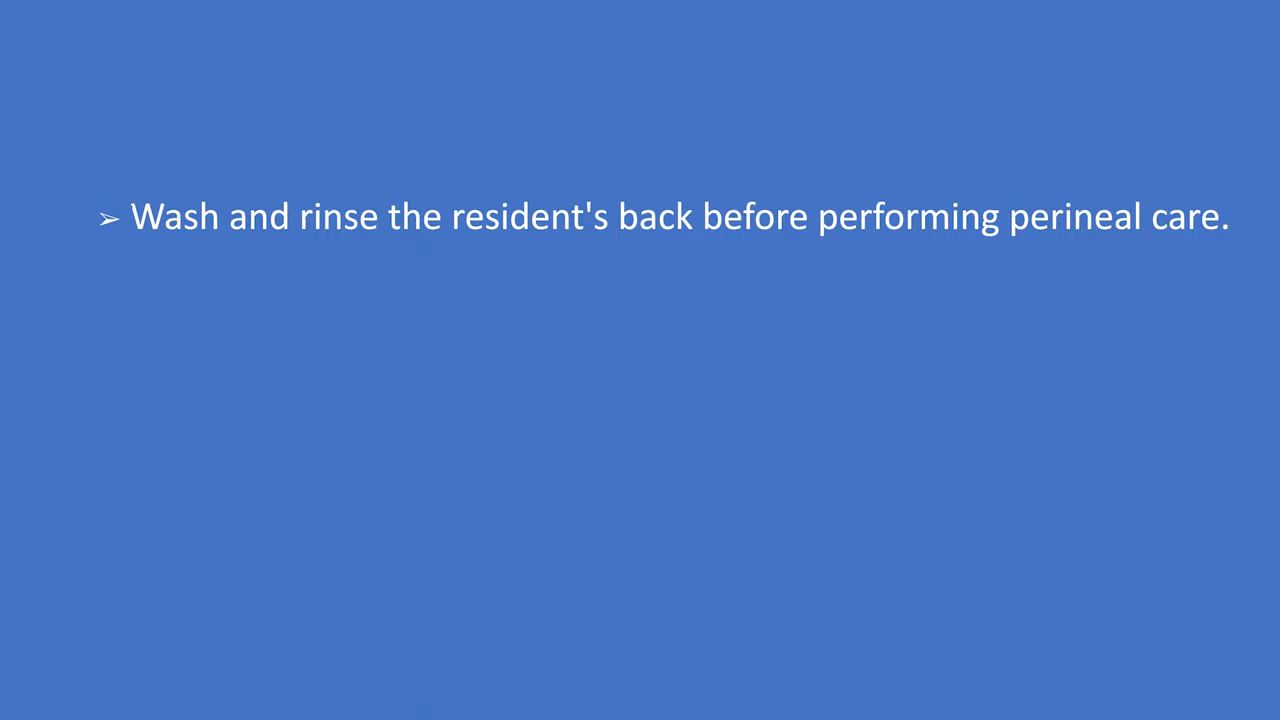 ➢ Wash and rinse the resident's back before performing perineal care.